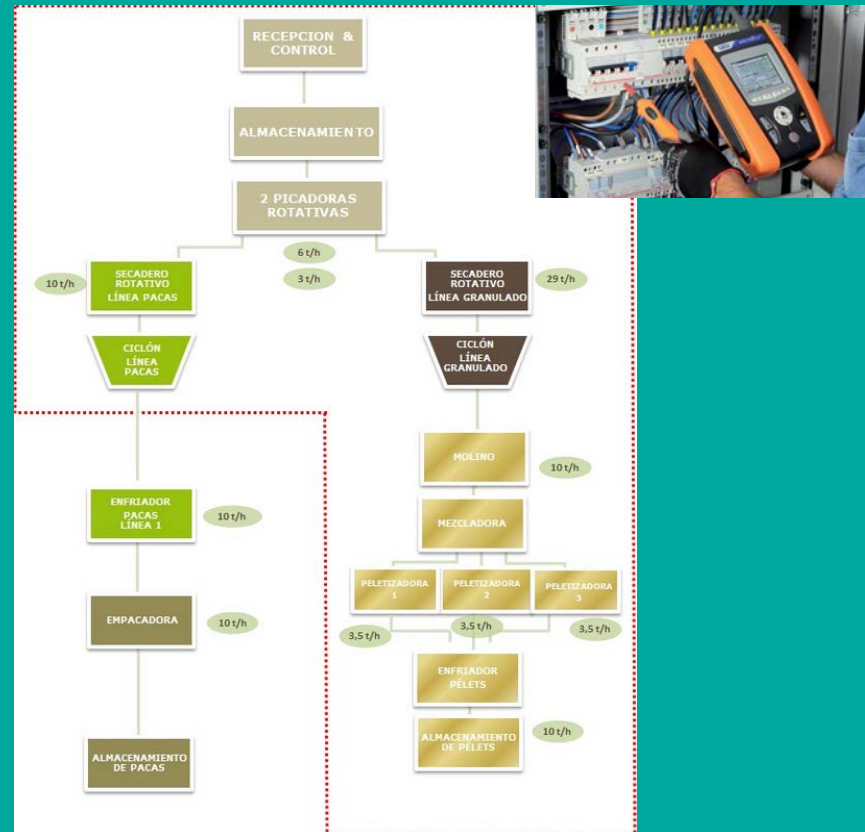 RECEPCION &
CONTROL
ALMACENAMIENTO
2 PICADORAS
ROTATIVAS
6 t/h
3 t/h
10 t/h
SECADERO
ROTATIVO
LÍNEA PACAS
SECADERO
ROTATIVO
LÍNEA GRANULADO
29 t/h
CICLÓN
LÍNEA
PACAS
CICLÓN
LÍNEA
GRANULADO
MOLINO
10 t/h
ENFRIADOR
PACAS
LÍNEA 1
10 t/h
MEZCLADORA
PELETIZADORA
1
PELETIZADORA
2
PELETIZADORA
3
3,5 t/h
3,5 t/h
3,5 t/h
EMPACADORA
10 t/h
ENFRIADOR
PÉLETS
ALMACENAMIENTO
DE PÉLETS
10 t/h
ALMACENAMIENTO
DE PACAS